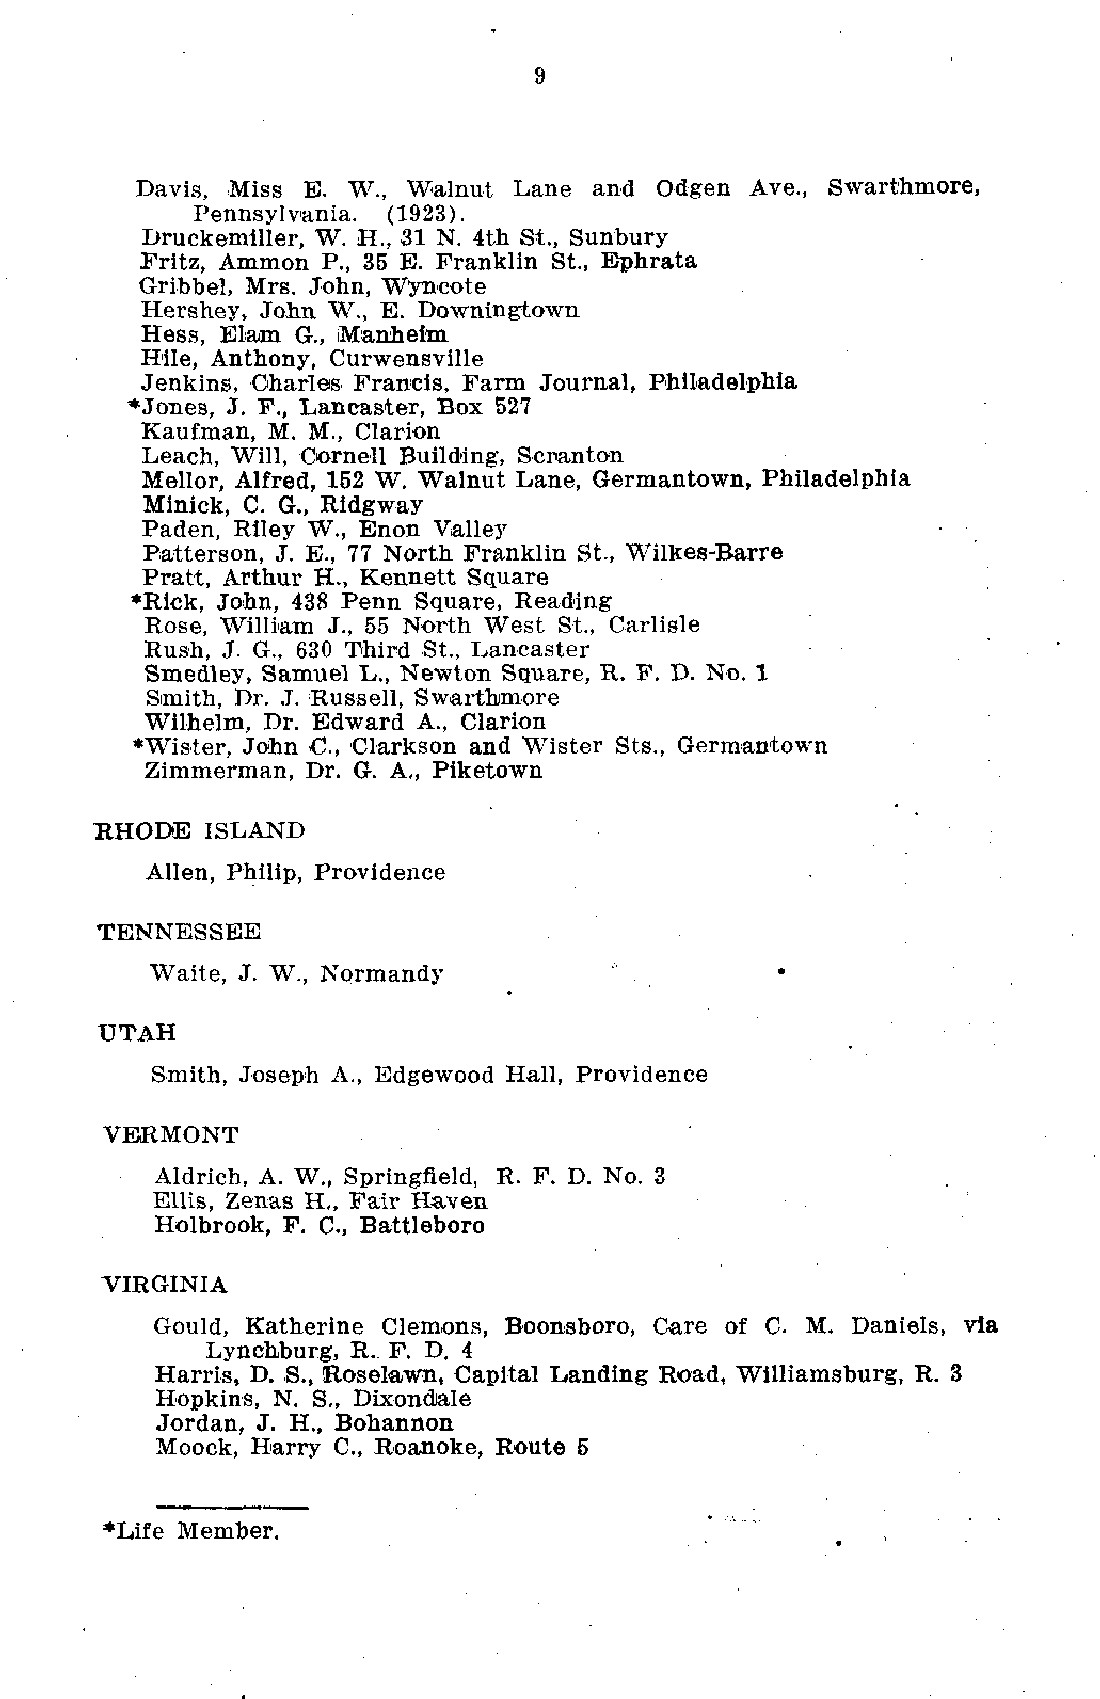 9
Davis, Miss E. W., Walnut Lane and Odgen Ave., Swarthmore,
Pennsylvania. (1923).
Druckemiller, W. H., 31 N. 4th St., Sunbury
Fritz, Ammon P., 35 E. Franklin St., Ephrata
Gribbel, Mrs. John, Wyncote
Hershey, John W., E. Downingtown
Hess, Elam G., Manheim
Hile, Anthony, Curwensville
Jenkins, Charles Francis, Farm Journal, Philadelphia
*Jones, J. F., Lancaster, Box 527
Kaufman, M. M., Clarion
Leach, Will, Cornell Building, Scranton
Mellor, Alfred, 152 W. Walnut Lane, Germantown, Philadelphia
Minick, C. G., Ridgway
Paden, Riley W., Enon Valley
Patterson, J. E., 77 North Franklin St., Wilkes-Barre
Pratt, Arthur H., Kennett Square
*Rick, John, 438 Penn Square, Reading
Rose, William J., 55 North West St., Carlisle
Rush, J. G., 630 Third St., Lancaster
Smedley, Samuel L., Newton Square, R. F. D. No. 1
Smith, Dr. J. Russell, Swarthmore
Wilhelm, Dr. Edward A., Clarion
*Wister, John C., Clarkson and Wister Sts., Germantown
Zimmerman, Dr. G. A., Piketown
RHODE ISLAND
Allen, Philip, Providence
TENNESSEE
Waite, J. W., Normandy
UTAH
Smith, Joseph A., Edgewood Hall, Providence
VERMONT
Aldrich, A. W., Springfield, R. F. D. No. 3
Ellis, Zenas H., Fair Haven
Holbrook, F. C., Battleboro
VIRGINIA
Gould, Katherine Clemons, Boonsboro, Care of C. M. Daniels, via
Lynchburg, R. F. D. 4
Harris, D. S., Roselawn, Capital Landing Road, Williamsburg, R. 3
Hopkins, N. S., Dixondale
Jordan, J. H., Bohannon
Moock, Harry C., Roanoke, Route 5
*Life Member.